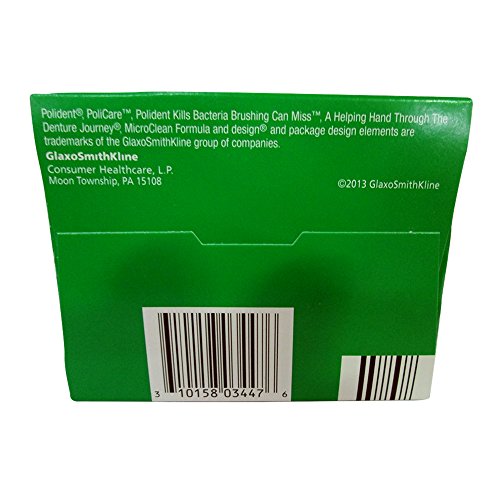 Polident®, PoliCare™, Polident Kills Bacteria Brushing Can Miss™, A Helping Hand Through The
Denture Journey®, MicroClean Formula and design® and package design elements are
trademarks of the GlaxoSmithKline group of companies.
GlaxoSmithKline
Consumer Healthcare, L.P.
Moon Township, PA 15108
©2013 GlaxoSmithKline
3 10158 03447 6